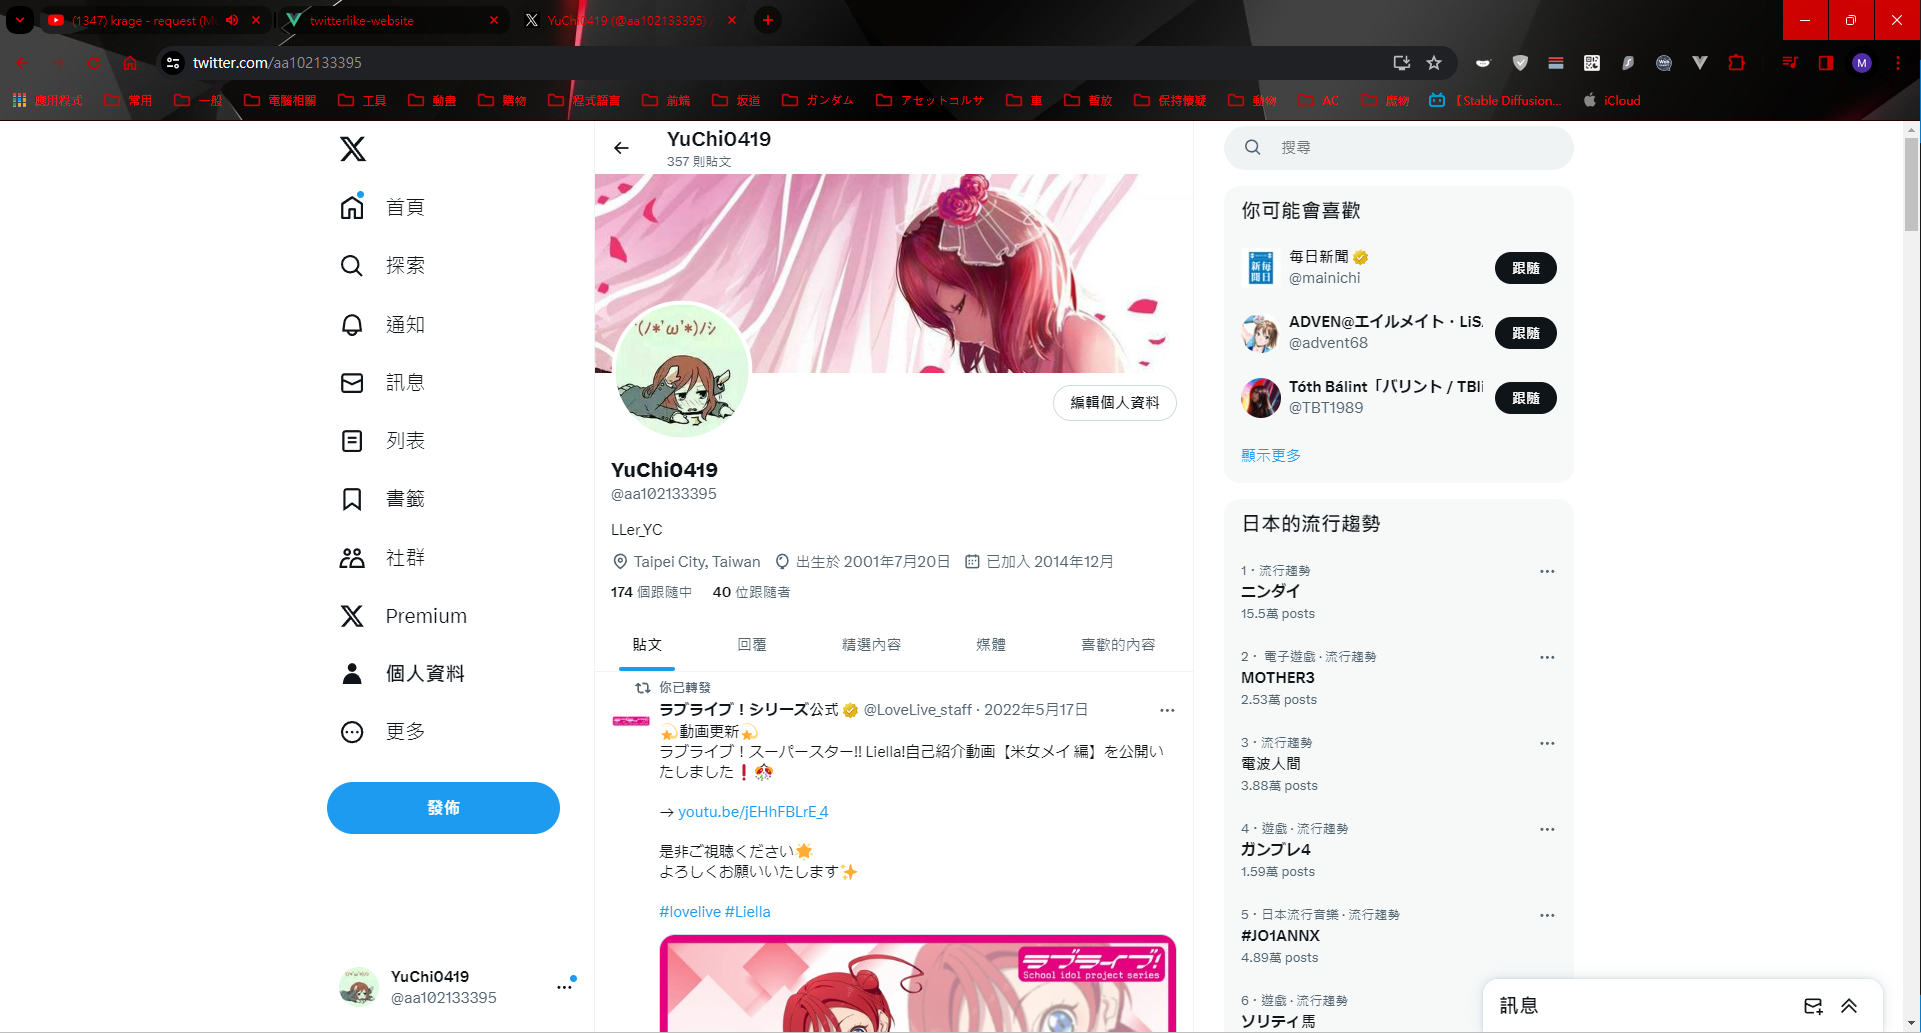 (1347) krage - request (Mu
twitterlike-website
YuChi0419 (@aa102133395)
twitter.com/aa102133395
M
應用程式
常用
一般
電腦相關
工具
動畫
購物
程式語言
前端
坂道
ガンダム
アセットコルサ
車
暫放
保持懷疑
動物
AC
魔物
【Stable Diffusion...
iCloud
首頁
探索
通知
訊息
列表
書籤
社群
Premium
個人資料
更多
發佈
YuChi0419
@aa102133395
YuChi0419
357 則貼文
(ﾉ*'ω'*)ﾉｼ
編輯個人資料
YuChi0419
@aa102133395
LLer_YC
Taipei City, Taiwan 出生於 2001年7月20日 已加入 2014年12月
174 個跟隨中 40 位跟隨者
貼文 回覆 精選內容 媒體 喜歡的內容
你已轉發
ラブライブ！シリーズ公式 @LoveLive_staff · 2022年5月17日
💫動画更新💫
ラブライブ！スーパースター!! Liella!自己紹介動画【米女メイ 編】を公開い
たしました❗🎊
→ youtu.be/jEHhFBLrE_4
是非ご視聴ください🌟
よろしくお願いいたします✨
#lovelive #Liella
ラブライブ!
School idol project series
搜尋
你可能會喜歡
毎日新聞
@mainichi
跟隨
ADVEN@エイルメイト・LiS
@advent68
跟隨
Tóth Bálint「バリント / TBli
@TBT1989
跟隨
顯示更多
日本的流行趨勢
1 · 流行趨勢
ニンダイ
15.5萬 posts
2 · 電子遊戲 · 流行趨勢
MOTHER3
2.53萬 posts
3 · 流行趨勢
電波人間
3.88萬 posts
4 · 遊戲 · 流行趨勢
ガンブレ4
1.59萬 posts
5 · 日本流行音樂 · 流行趨勢
#JO1ANNX
4.89萬 posts
6 · 遊戲 · 流行趨勢
ソリティ馬
訊息